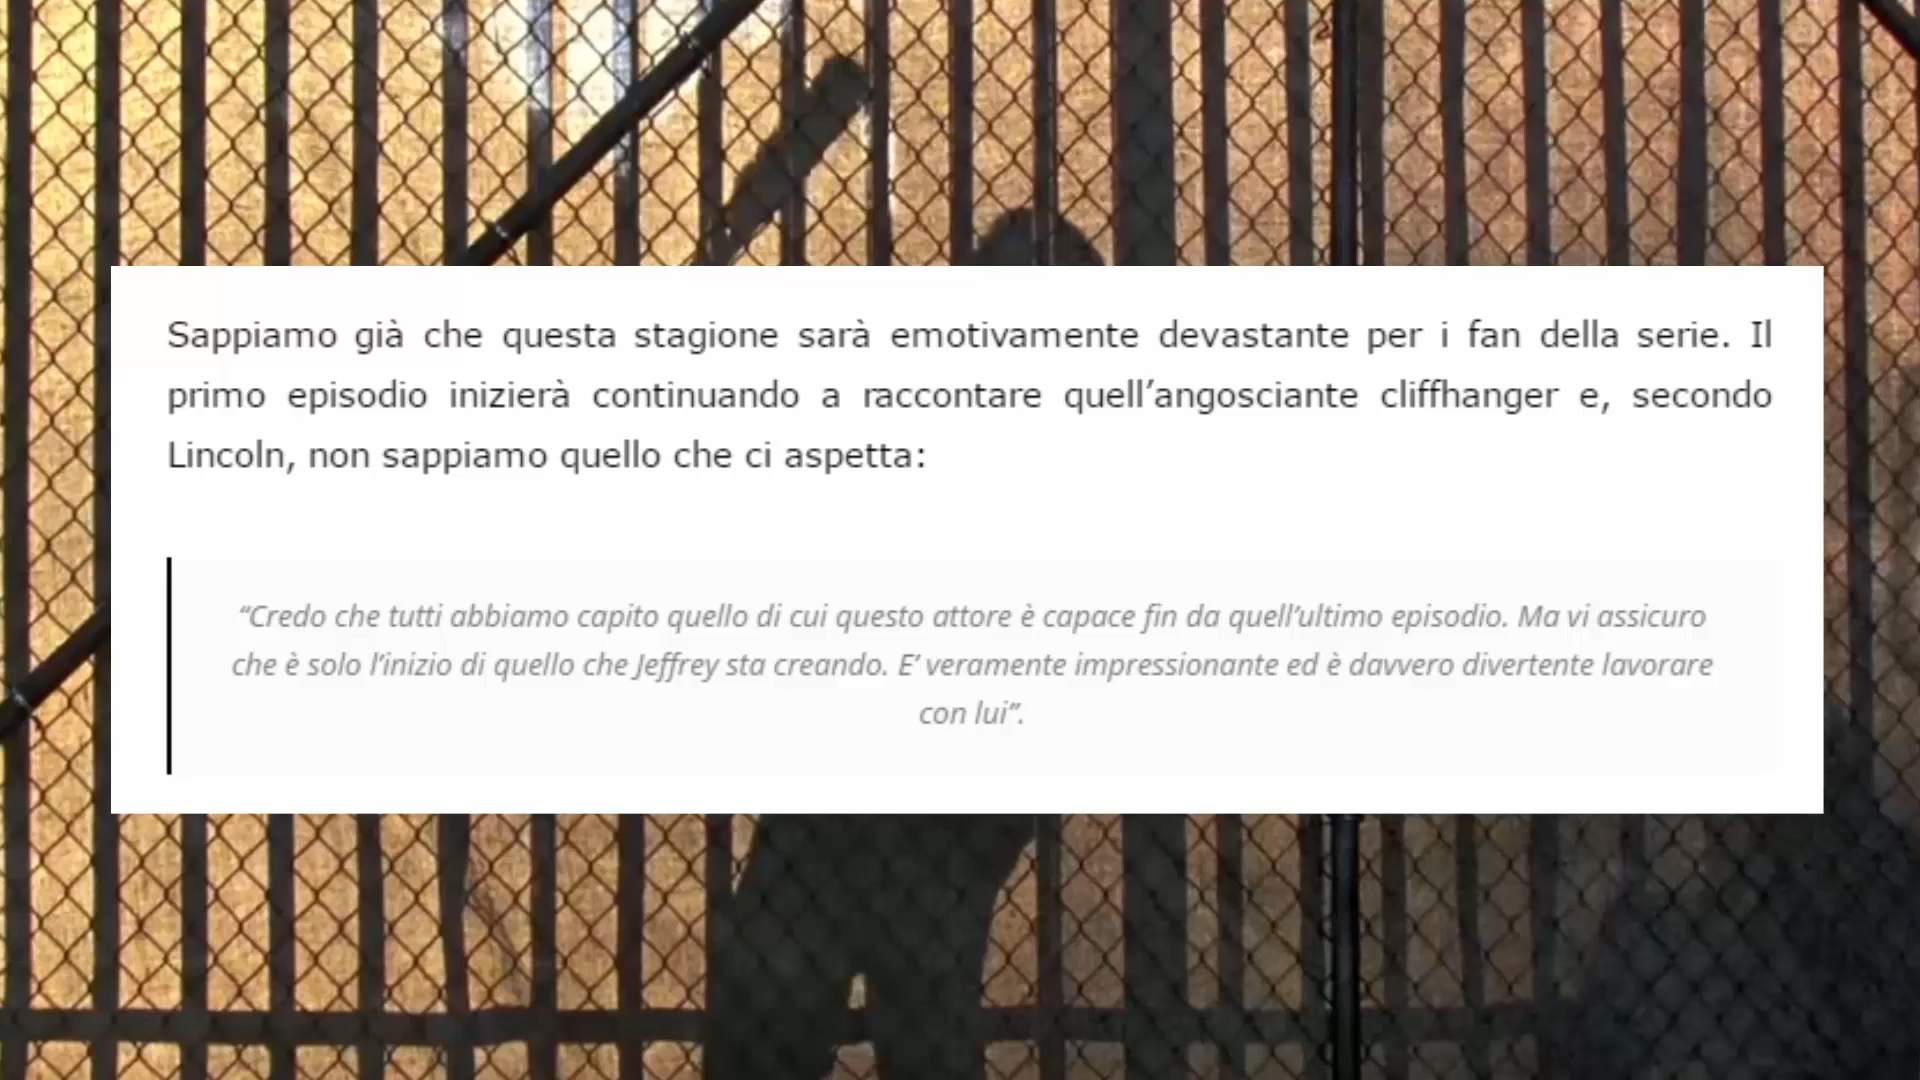 Sappiamo già che questa stagione sarà emotivamente devastante per i fan della serie. Il
primo episodio inizierà continuando a raccontare quell’angosciante cliffhanger e, secondo
Lincoln, non sappiamo quello che ci aspetta:
“Credo che tutti abbiamo capito quello di cui questo attore è capace fin da quell’ultimo episodio. Ma vi assicuro
che è solo l’inizio di quello che Jeffrey sta creando. E’ veramente impressionante ed è davvero divertente lavorare
con lui”.